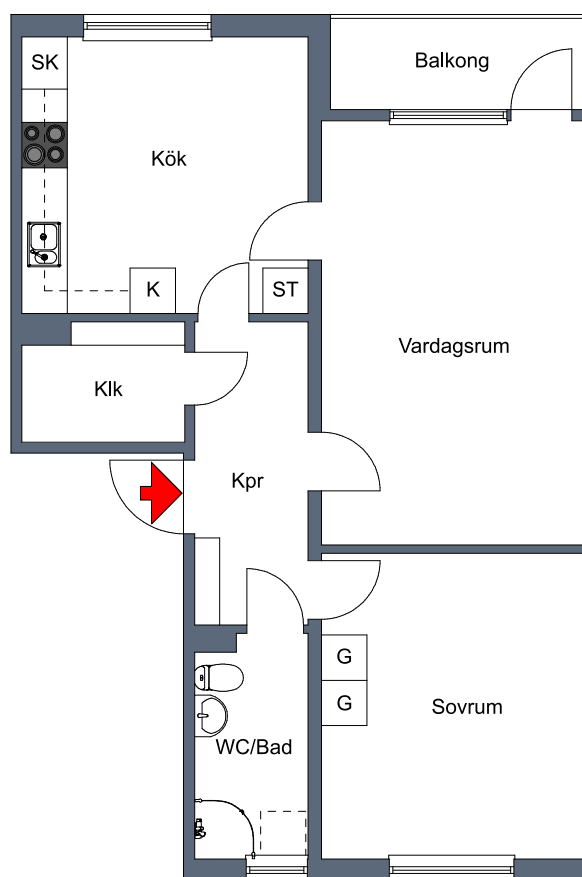 SK
Balkong
Kök
K
ST
Vardagsrum
Klk
Kpr
G
G
Sovrum
WC/Bad